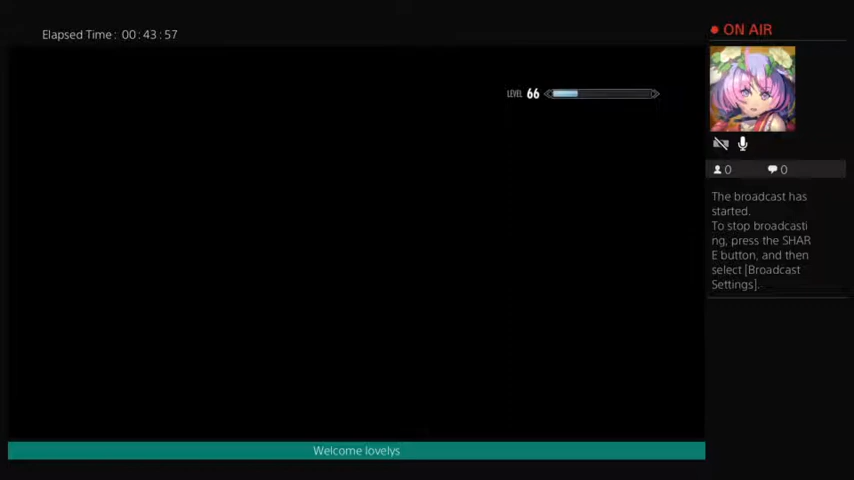 Elapsed Time: 00:43:57
ON AIR
LEVEL 66
0 0
The broadcast has
started.
To stop broadcasti
ng, press the SHAR
E button, and then
select [Broadcast
Settings].
Welcome lovelys